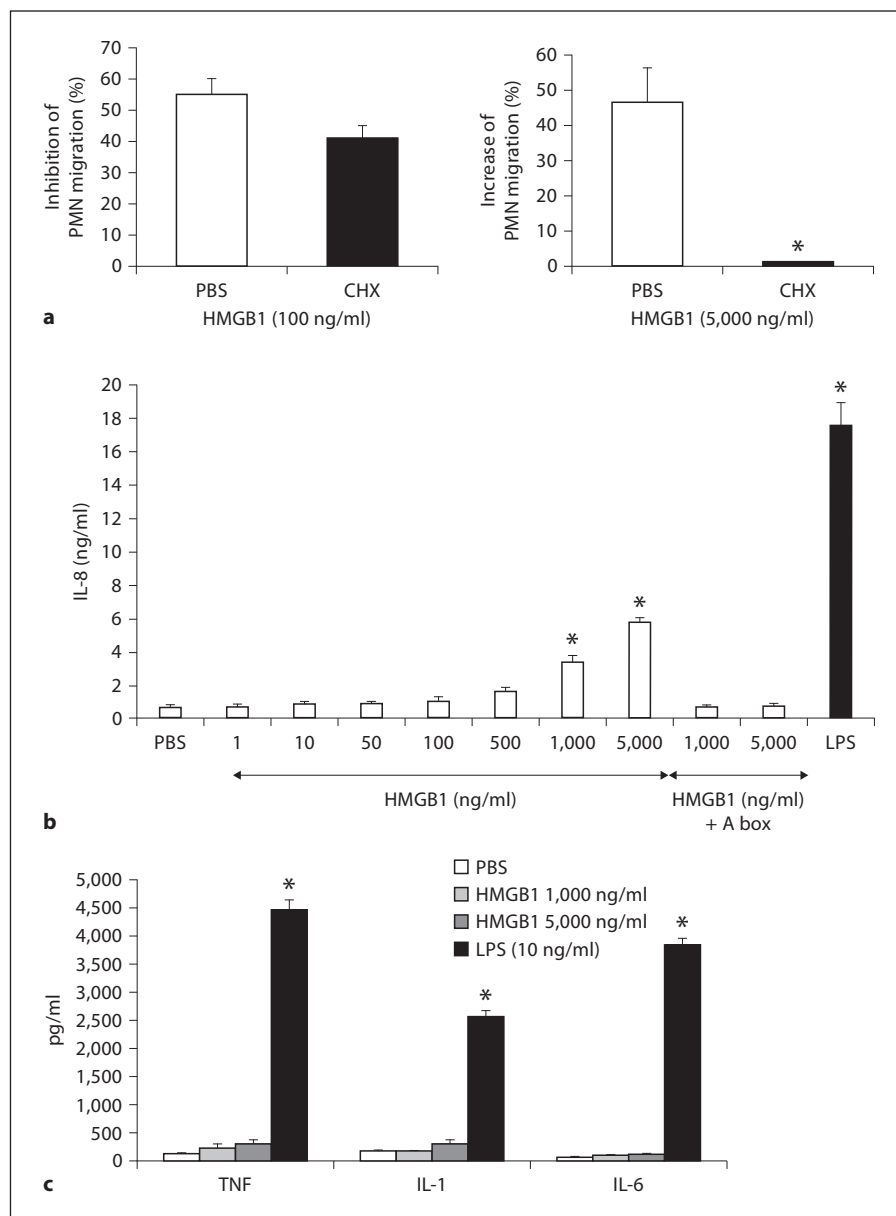 70
60
50
40
30
20
10
0
Inhibition of
PMN migration (%)
PBS
CHX
HMGB1 (100 ng/ml)
60
50
40
30
20
10
0
Increase of
PMN migration (%)
*
PBS
CHX
HMGB1 (5,000 ng/ml)
a
20
18
16
14
12
10
8
6
4
2
0
IL-8 (ng/ml)
* * *
PBS 1 10 50 100 500 1,000 5,000 1,000 5,000 LPS
HMGB1 (ng/ml)
HMGB1 (ng/ml)
+ A box
b
PBS
HMGB1 1,000 ng/ml
HMGB1 5,000 ng/ml
LPS (10 ng/ml)
5,000
4,500
4,000
3,500
3,000
2,500
2,000
1,500
1,000
500
0
pg/ml
* * *
TNF IL-1 IL-6
c